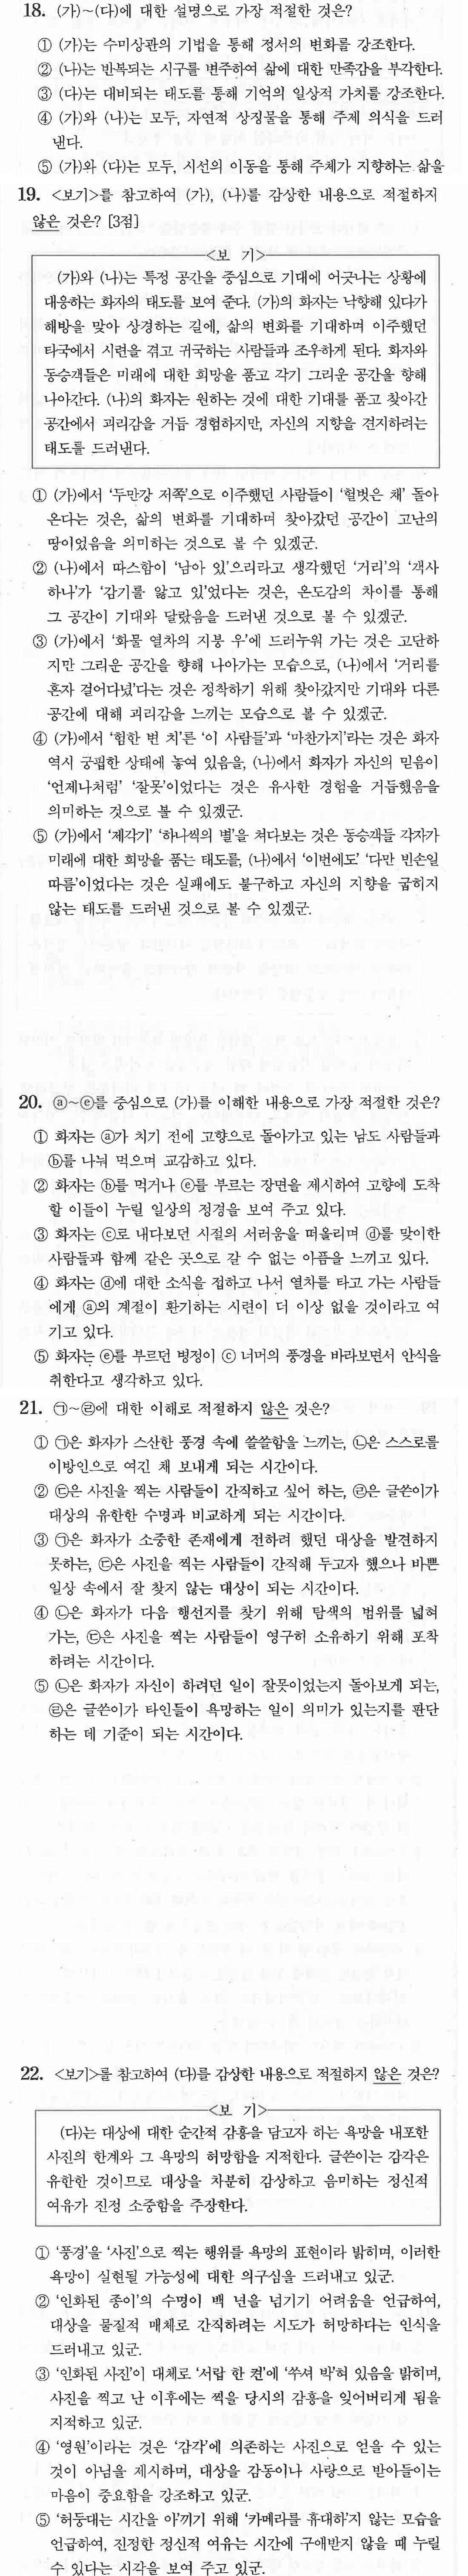 18. (가)~(다)에 대한 설명으로 가장 적절한 것은?
① (가)는 수미상관의 기법을 통해 정서의 변화를 강조한다.
② (나)는 반복되는 시구를 변주하여 삶에 대한 만족감을 부각한다.
③ (다)는 대비되는 태도를 통해 기억의 일상적 가치를 강조한다.
④ (가)와 (나)는 모두, 자연적 상징물을 통해 주제 의식을 드러
낸다.
⑤ (가)와 (다)는 모두, 시선의 이동을 통해 주체가 지향하는 삶을
19. <보기>를 참고하여 (가), (나)를 감상한 내용으로 적절하지
않은 것은? [3점]
<보 기>
(가)와 (나)는 특정 공간을 중심으로 기대에 어긋나는 상황에
대응하는 화자의 태도를 보여 준다. (가)의 화자는 낙향해 있다가
해방을 맞아 상경하는 길에, 삶의 변화를 기대하며 이주했던
타국에서 시련을 겪고 귀국하는 사람들과 조우하게 된다. 화자와
동승객들은 미래에 대한 희망을 품고 각기 그리운 공간을 향해
나아간다. (나)의 화자는 원하는 것에 대한 기대를 품고 찾아간
공간에서 괴리감을 거듭 경험하지만, 자신의 지향을 견지하려는
태도를 드러낸다.
① (가)에서 ‘두만강 저쪽’으로 이주했던 사람들이 ‘헐벗은 채’ 돌아
온다는 것은, 삶의 변화를 기대하며 찾아갔던 공간이 고난의
땅이었음을 의미하는 것으로 볼 수 있겠군.
② (나)에서 따스함이 ‘남아 있’으리라고 생각했던 ‘거리’의 ‘객사
하나’가 ‘감기를 앓고 있’었다는 것은, 온도감의 차이를 통해
그 공간이 기대와 달랐음을 드러낸 것으로 볼 수 있겠군.
③ (가)에서 ‘화물 열차의 지붕 우’에 드러누워 가는 것은 고단하
지만 그리운 공간을 향해 나아가는 모습으로, (나)에서 ‘거리를
혼자 걸어다녔’다는 것은 정착하기 위해 찾아갔지만 기대와 다른
공간에 대해 괴리감을 느끼는 모습으로 볼 수 있겠군.
④ (가)에서 ‘험한 변 치’른 ‘이 사람들’과 ‘마찬가지’라는 것은 화자
역시 궁핍한 상태에 놓여 있음을, (나)에서 화자가 자신의 믿음이
‘언제나처럼’ ‘잘못’이었다는 것은 유사한 경험을 거듭했음을
의미하는 것으로 볼 수 있겠군.
⑤ (가)에서 ‘제각기’ ‘하나씩의 별’을 쳐다보는 것은 동승객들 각자가
미래에 대한 희망을 품는 태도를, (나)에서 ‘이번에도’ ‘다만 빈손일
따름’이었다는 것은 실패에도 불구하고 자신의 지향을 굽히지
않는 태도를 드러낸 것으로 볼 수 있겠군.
20. ⓐ~ⓔ를 중심으로 (가)를 이해한 내용으로 가장 적절한 것은?
① 화자는 ⓐ가 치기 전에 고향으로 돌아가고 있는 남도 사람들과
ⓑ를 나눠 먹으며 교감하고 있다.
② 화자는 ⓑ를 먹거나 ⓔ를 부르는 장면을 제시하여 고향에 도착
할 이들이 누릴 일상의 정경을 보여 주고 있다.
③ 화자는 ⓒ로 내다보던 시절의 서러움을 떠올리며 ⓓ를 맞이한
사람들과 함께 같은 곳으로 갈 수 없는 아픔을 느끼고 있다.
④ 화자는 ⓓ에 대한 소식을 접하고 나서 열차를 타고 가는 사람들
에게 ⓐ의 계절이 환기하는 시련이 더 이상 없을 것이라고 여
기고 있다.
⑤ 화자는 ⓔ를 부르던 병정이 ⓒ 너머의 풍경을 바라보면서 안식을
취한다고 생각하고 있다.
21. ㉠~㉣에 대한 이해로 적절하지 않은 것은?
① ㉠은 화자가 스산한 풍경 속에 쓸쓸함을 느끼는, ㉡은 스스로를
이방인으로 여긴 채 보내게 되는 시간이다.
② ㉢은 사진을 찍는 사람들이 간직하고 싶어 하는, ㉣은 글쓴이가
대상의 유한한 수명과 비교하게 되는 시간이다.
③ ㉠은 화자가 소중한 존재에게 전하려 했던 대상을 발견하지
못하는, ㉢은 사진을 찍는 사람들이 간직해 두고자 했으나 바쁜
일상 속에서 잘 찾지 않는 대상이 되는 시간이다.
④ ㉡은 화자가 다음 행선지를 찾기 위해 탐색의 범위를 넓혀
가는, ㉢은 사진을 찍는 사람들이 영구히 소유하기 위해 포착
하려는 시간이다.
⑤ ㉡은 화자가 자신이 하려던 일이 잘못이었는지 돌아보게 되는,
㉣은 글쓴이가 타인들이 욕망하는 일이 의미가 있는지를 판단
하는 데 기준이 되는 시간이다.
22. <보기>를 참고하여 (다)를 감상한 내용으로 적절하지 않은 것은?
<보 기>
(다)는 대상에 대한 순간적 감흥을 담고자 하는 욕망을 내포한
사진의 한계와 그 욕망의 허망함을 지적한다. 글쓴이는 감각은
유한한 것이므로 대상을 차분히 감상하고 음미하는 정신적
여유가 진정 소중함을 주장한다.
① ‘풍경’을 ‘사진’으로 찍는 행위를 욕망의 표현이라 밝히며, 이러한
욕망이 실현될 가능성에 대한 의구심을 드러내고 있군.
② ‘인화된 종이’의 수명이 백 년을 넘기기 어려움을 언급하여,
대상을 물질적 매체로 간직하려는 시도가 허망하다는 인식을
드러내고 있군.
③ ‘인화된 사진’이 대체로 ‘서랍 한 켠’에 ‘쑤셔 박’혀 있음을 밝히며,
사진을 찍고 난 이후에는 찍을 당시의 감흥을 잊어버리게 됨을
지적하고 있군.
④ ‘영원’이라는 것은 ‘감각’에 의존하는 사진으로 얻을 수 있는
것이 아님을 제시하며, 대상을 감동이나 사랑으로 받아들이는
마음이 중요함을 강조하고 있군.
⑤ ‘허둥대는 시간을 아’끼기 위해 ‘카메라를 휴대하’지 않는 모습을
언급하여, 진정한 정신적 여유는 시간에 구애받지 않을 때 누릴
수 있다는 시각을 보여 주고 있군.